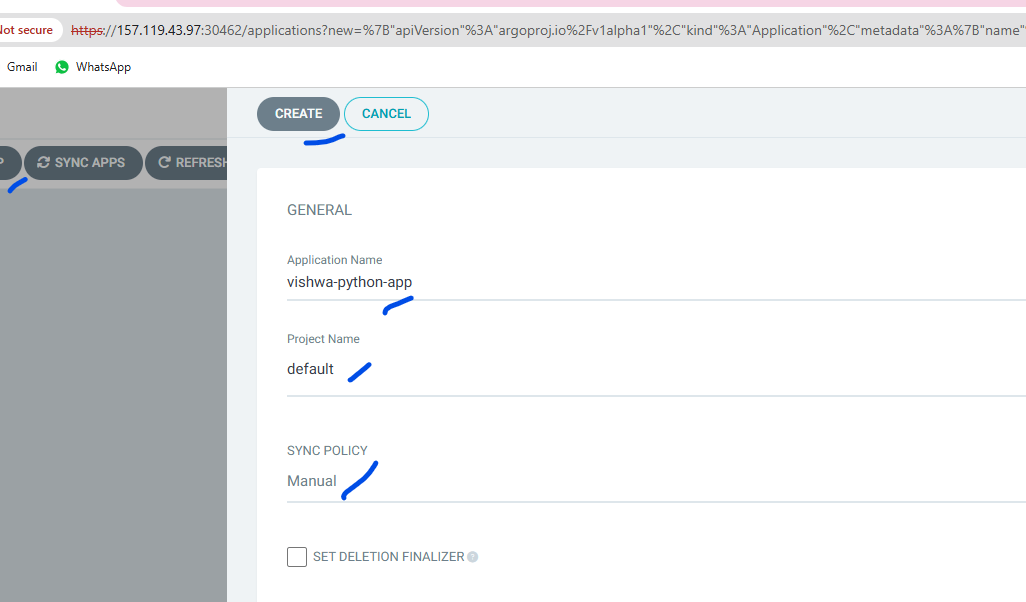 Not secure https://157.119.43.97:30462/applications?new=%7B"apiVersion"%3A"argoproj.io%2Fv1alpha1"%2C"kind"%3A"Application"%2C"metadata"%3A%7B"name"
Gmail WhatsApp
CREATE CANCEL
P SYNC APPS REFRESH
GENERAL
Application Name
vishwa-python-app
Project Name
default
SYNC POLICY
Manual
SET DELETION FINALIZER